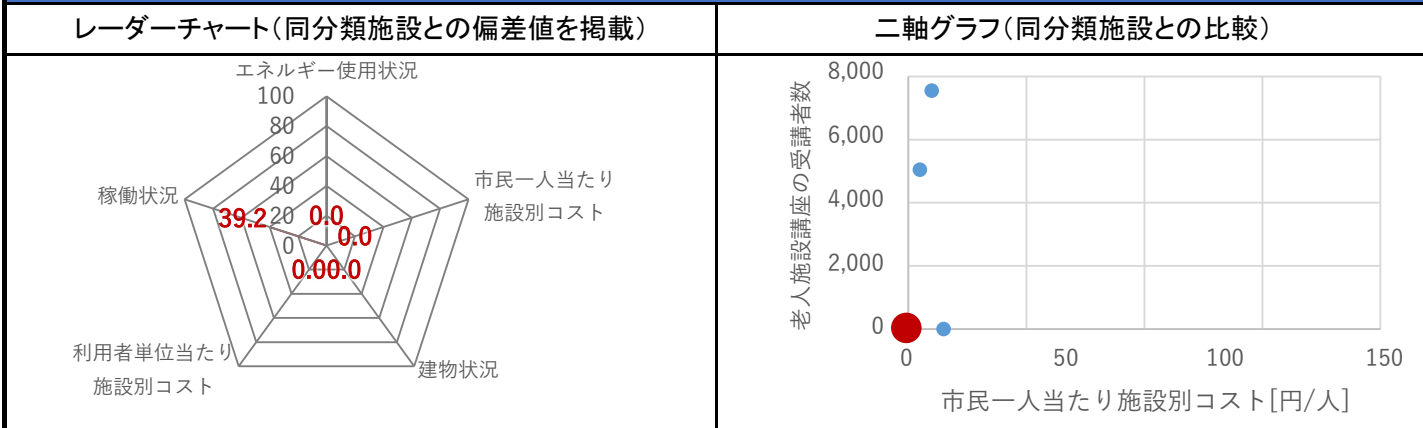 レーダーチャート(同分類施設との偏差値を掲載)
エネルギー使用状況
100
80
60
40
20
0
市民一人当たり
施設別コスト
稼働状況
39.2
0.0
0.0
0.0
0.0
利用者単位当たり
施設別コスト
建物状況
二軸グラフ(同分類施設との比較)
老人施設講座の受講者数
8,000
6,000
4,000
2,000
0
0
50
100
150
市民一人当たり施設別コスト[円/人]